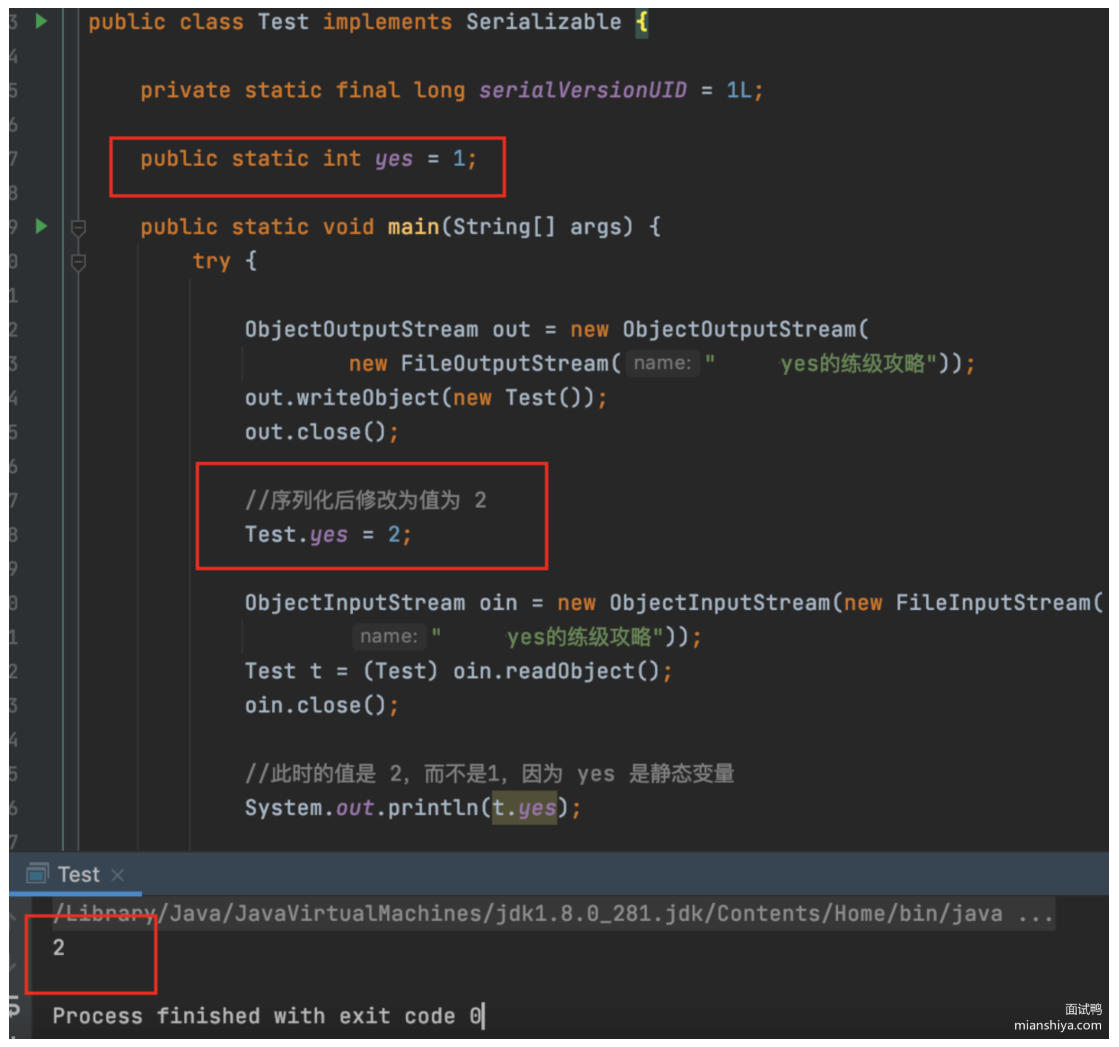 3 public class Test implements Serializable {
4
5 private static final long serialVersionUID = 1L;
6
7 public static int yes = 1;
8
9 public static void main(String[] args) {
0 try {
1
2 ObjectOutputStream out = new ObjectOutputStream(
3 new FileOutputStream( name: " yes的练级攻略"));
4 out.writeObject(new Test());
5 out.close();
6
7 //序列化后修改为值为 2
8 Test.yes = 2;
9
0 ObjectInputStream oin = new ObjectInputStream(new FileInputStream(
1 name: " yes的练级攻略"));
2 Test t = (Test) oin.readObject();
3 oin.close();
4
5 //此时的值是 2，而不是1，因为 yes 是静态变量
6 System.out.println(t.yes);
7
Test ×
/Library/Java/JavaVirtualMachines/jdk1.8.0_281.jdk/Contents/Home/bin/java ...
2
Process finished with exit code 0
面试鸭
mianshiya.com